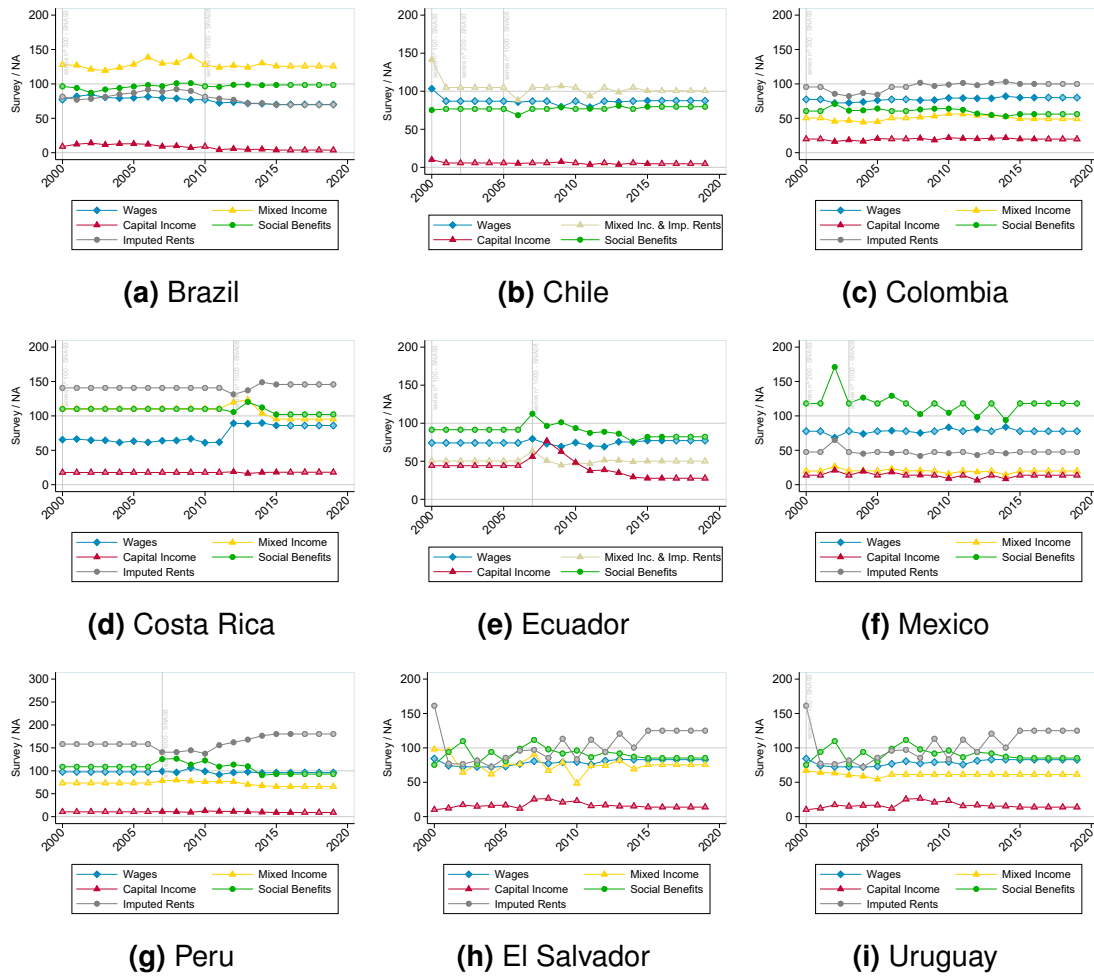 Survey / NA
200
150
100
50
0
2000
2005
2010
2015
2020
Wages
Mixed Income
Capital Income
Social Benefits
Imputed Rents
(a) Brazil
Survey / NA
200
150
100
50
0
2000
2005
2010
2015
2020
Wages
Mixed Inc. & Imp. Rents
Capital Income
Social Benefits
(b) Chile
Survey / NA
200
150
100
50
0
2000
2005
2010
2015
2020
Wages
Mixed Income
Capital Income
Social Benefits
Imputed Rents
(c) Colombia
Survey / NA
200
150
100
50
0
2000
2005
2010
2015
2020
Wages
Mixed Income
Capital Income
Social Benefits
Imputed Rents
(d) Costa Rica
Survey / NA
200
150
100
50
0
2000
2005
2010
2015
2020
Wages
Mixed Inc. & Imp. Rents
Capital Income
Social Benefits
(e) Ecuador
Survey / NA
200
150
100
50
0
2000
2005
2010
2015
2020
Wages
Mixed Income
Capital Income
Social Benefits
Imputed Rents
(f) Mexico
Survey / NA
300
250
200
150
100
50
0
2000
2005
2010
2015
2020
Wages
Mixed Income
Capital Income
Social Benefits
Imputed Rents
(g) Peru
Survey / NA
200
150
100
50
0
2000
2005
2010
2015
2020
Wages
Mixed Income
Capital Income
Social Benefits
Imputed Rents
(h) El Salvador
Survey / NA
200
150
100
50
0
2000
2005
2010
2015
2020
Wages
Mixed Income
Capital Income
Social Benefits
Imputed Rents
(i) Uruguay